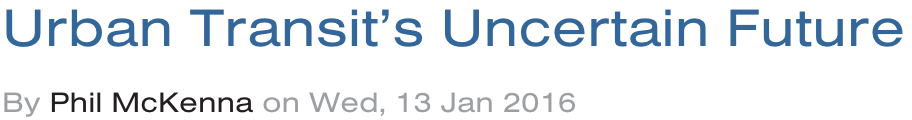 Urban Transit’s Uncertain Future
By Phil McKenna on Wed, 13 Jan 2016